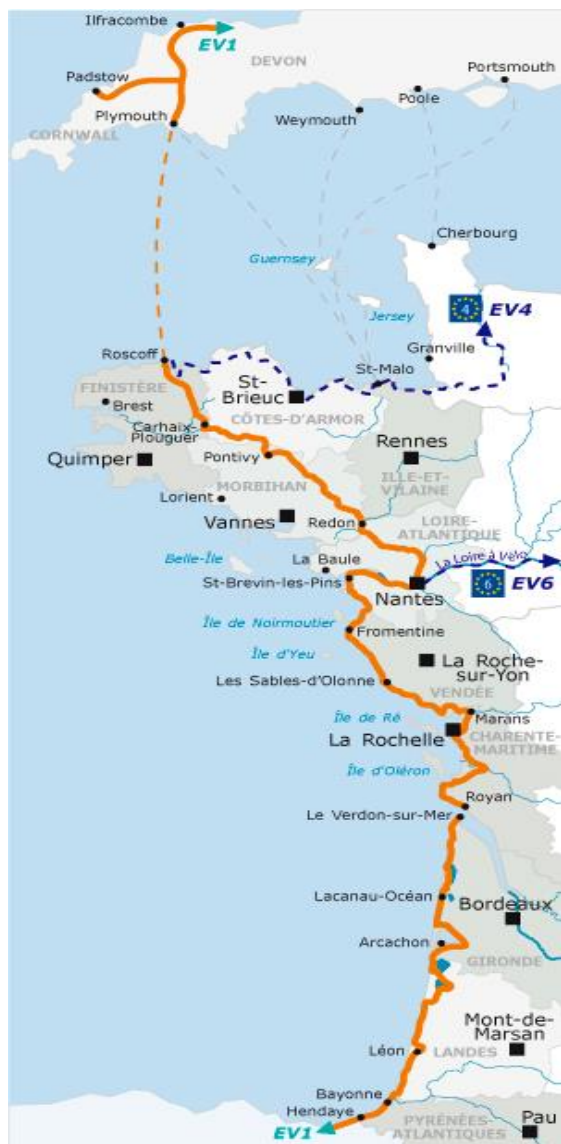 Ilfracombe
EV1
DEVON
Padstow
Portsmouth
Poole
Plymouth
Weymouth
CORNWALL
Cherbourg
Guernsey
4
EV4
Jersey
Granville
Roscoff
St-Malo
St-
Brieuc
FINISTÈRE
Brest
CÔTES-D'ARMOR
Carhaix-
Plouguer
Rennes
Quimper
Pontivy
ILLE-ET-
VILAINE
MORBIHAN
Lorient
Vannes
Redon
LOIRE-
ATLANTIQUE
La Loire à Vélo
Belle-Île
La Baule
St-Brevin-les-Pins
6
EV6
Nantes
Île de Noirmoutier
Fromentine
Île d'Yeu
La Roche-
sur-Yon
Les Sables-d'Olonne
VENDÉE
Île de Ré
Marans
La Rochelle
CHARENTE-
MARITIME
Île d'Oléron
Royan
Le Verdon-sur-Mer
Lacanau-Océan
Bordeaux
Arcachon
GIRONDE
Mont-de-
Marsan
Léon
LANDES
Bayonne
Hendaye
Pau
EV1
PYRÉNÉES-
ATLANTIQUES